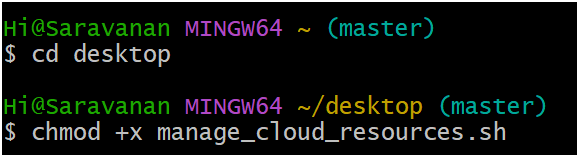 Hi@Saravanan MINGW64 ~ (master)
$ cd desktop
Hi@Saravanan MINGW64 ~/desktop (master)
$ chmod +x manage_cloud_resources.sh